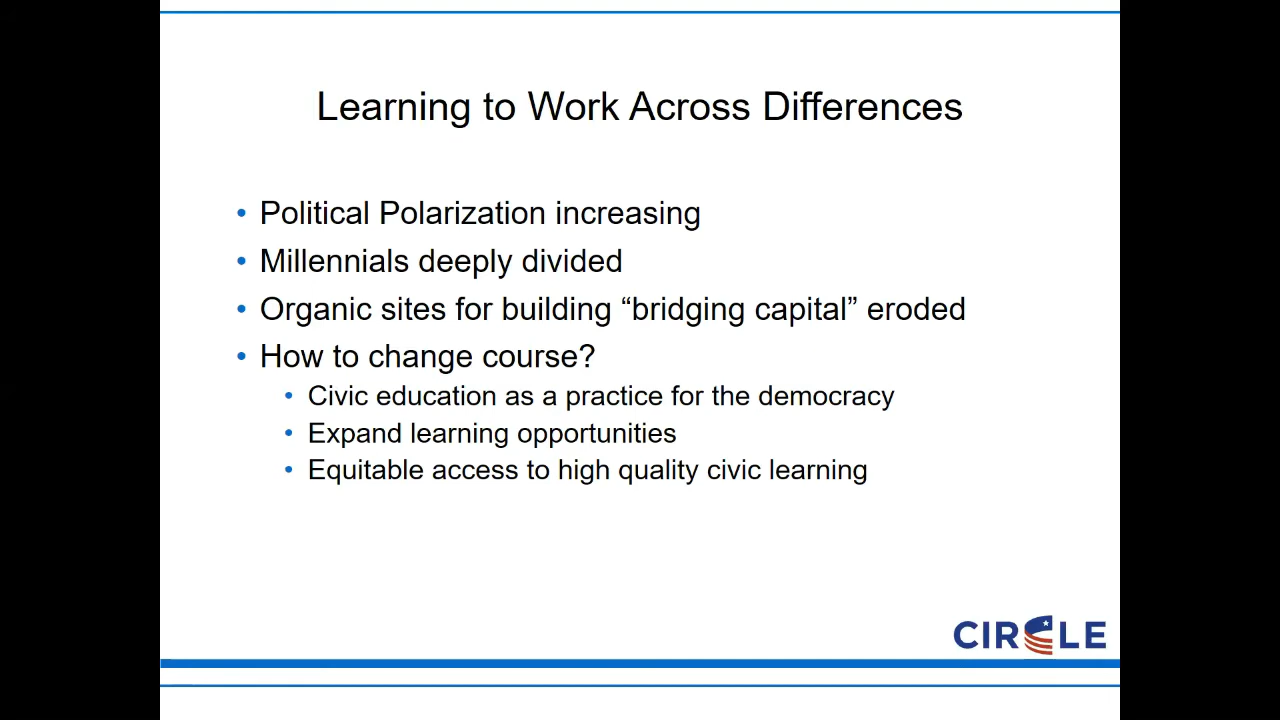 Learning to Work Across Differences
• Political Polarization increasing
• Millennials deeply divided
• Organic sites for building “bridging capital” eroded
• How to change course?
• Civic education as a practice for the democracy
• Expand learning opportunities
• Equitable access to high quality civic learning
CIRCLE